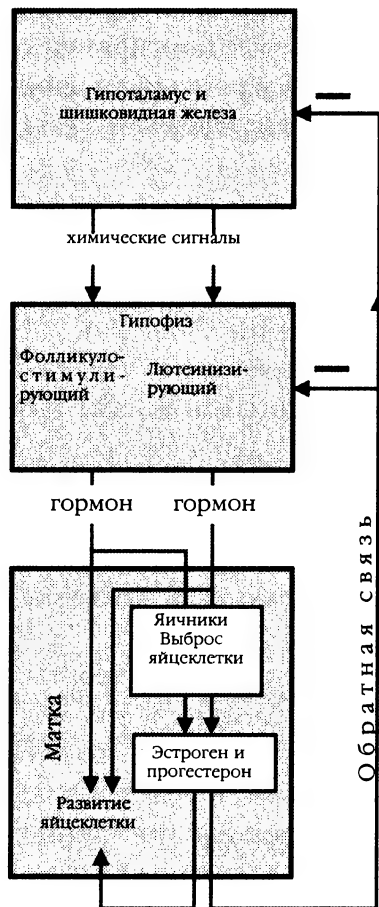 Гипоталамус и
шишковидная железа
химические сигналы
Гипофиз
Фолликуло-
стимули-
рующий
Лютеинизи-
рующий
гормон гормон
Яичники
Выброс
яйцеклетки
Матка
Эстроген и
прогестерон
Развитие
яйцеклетки
Обратная связь